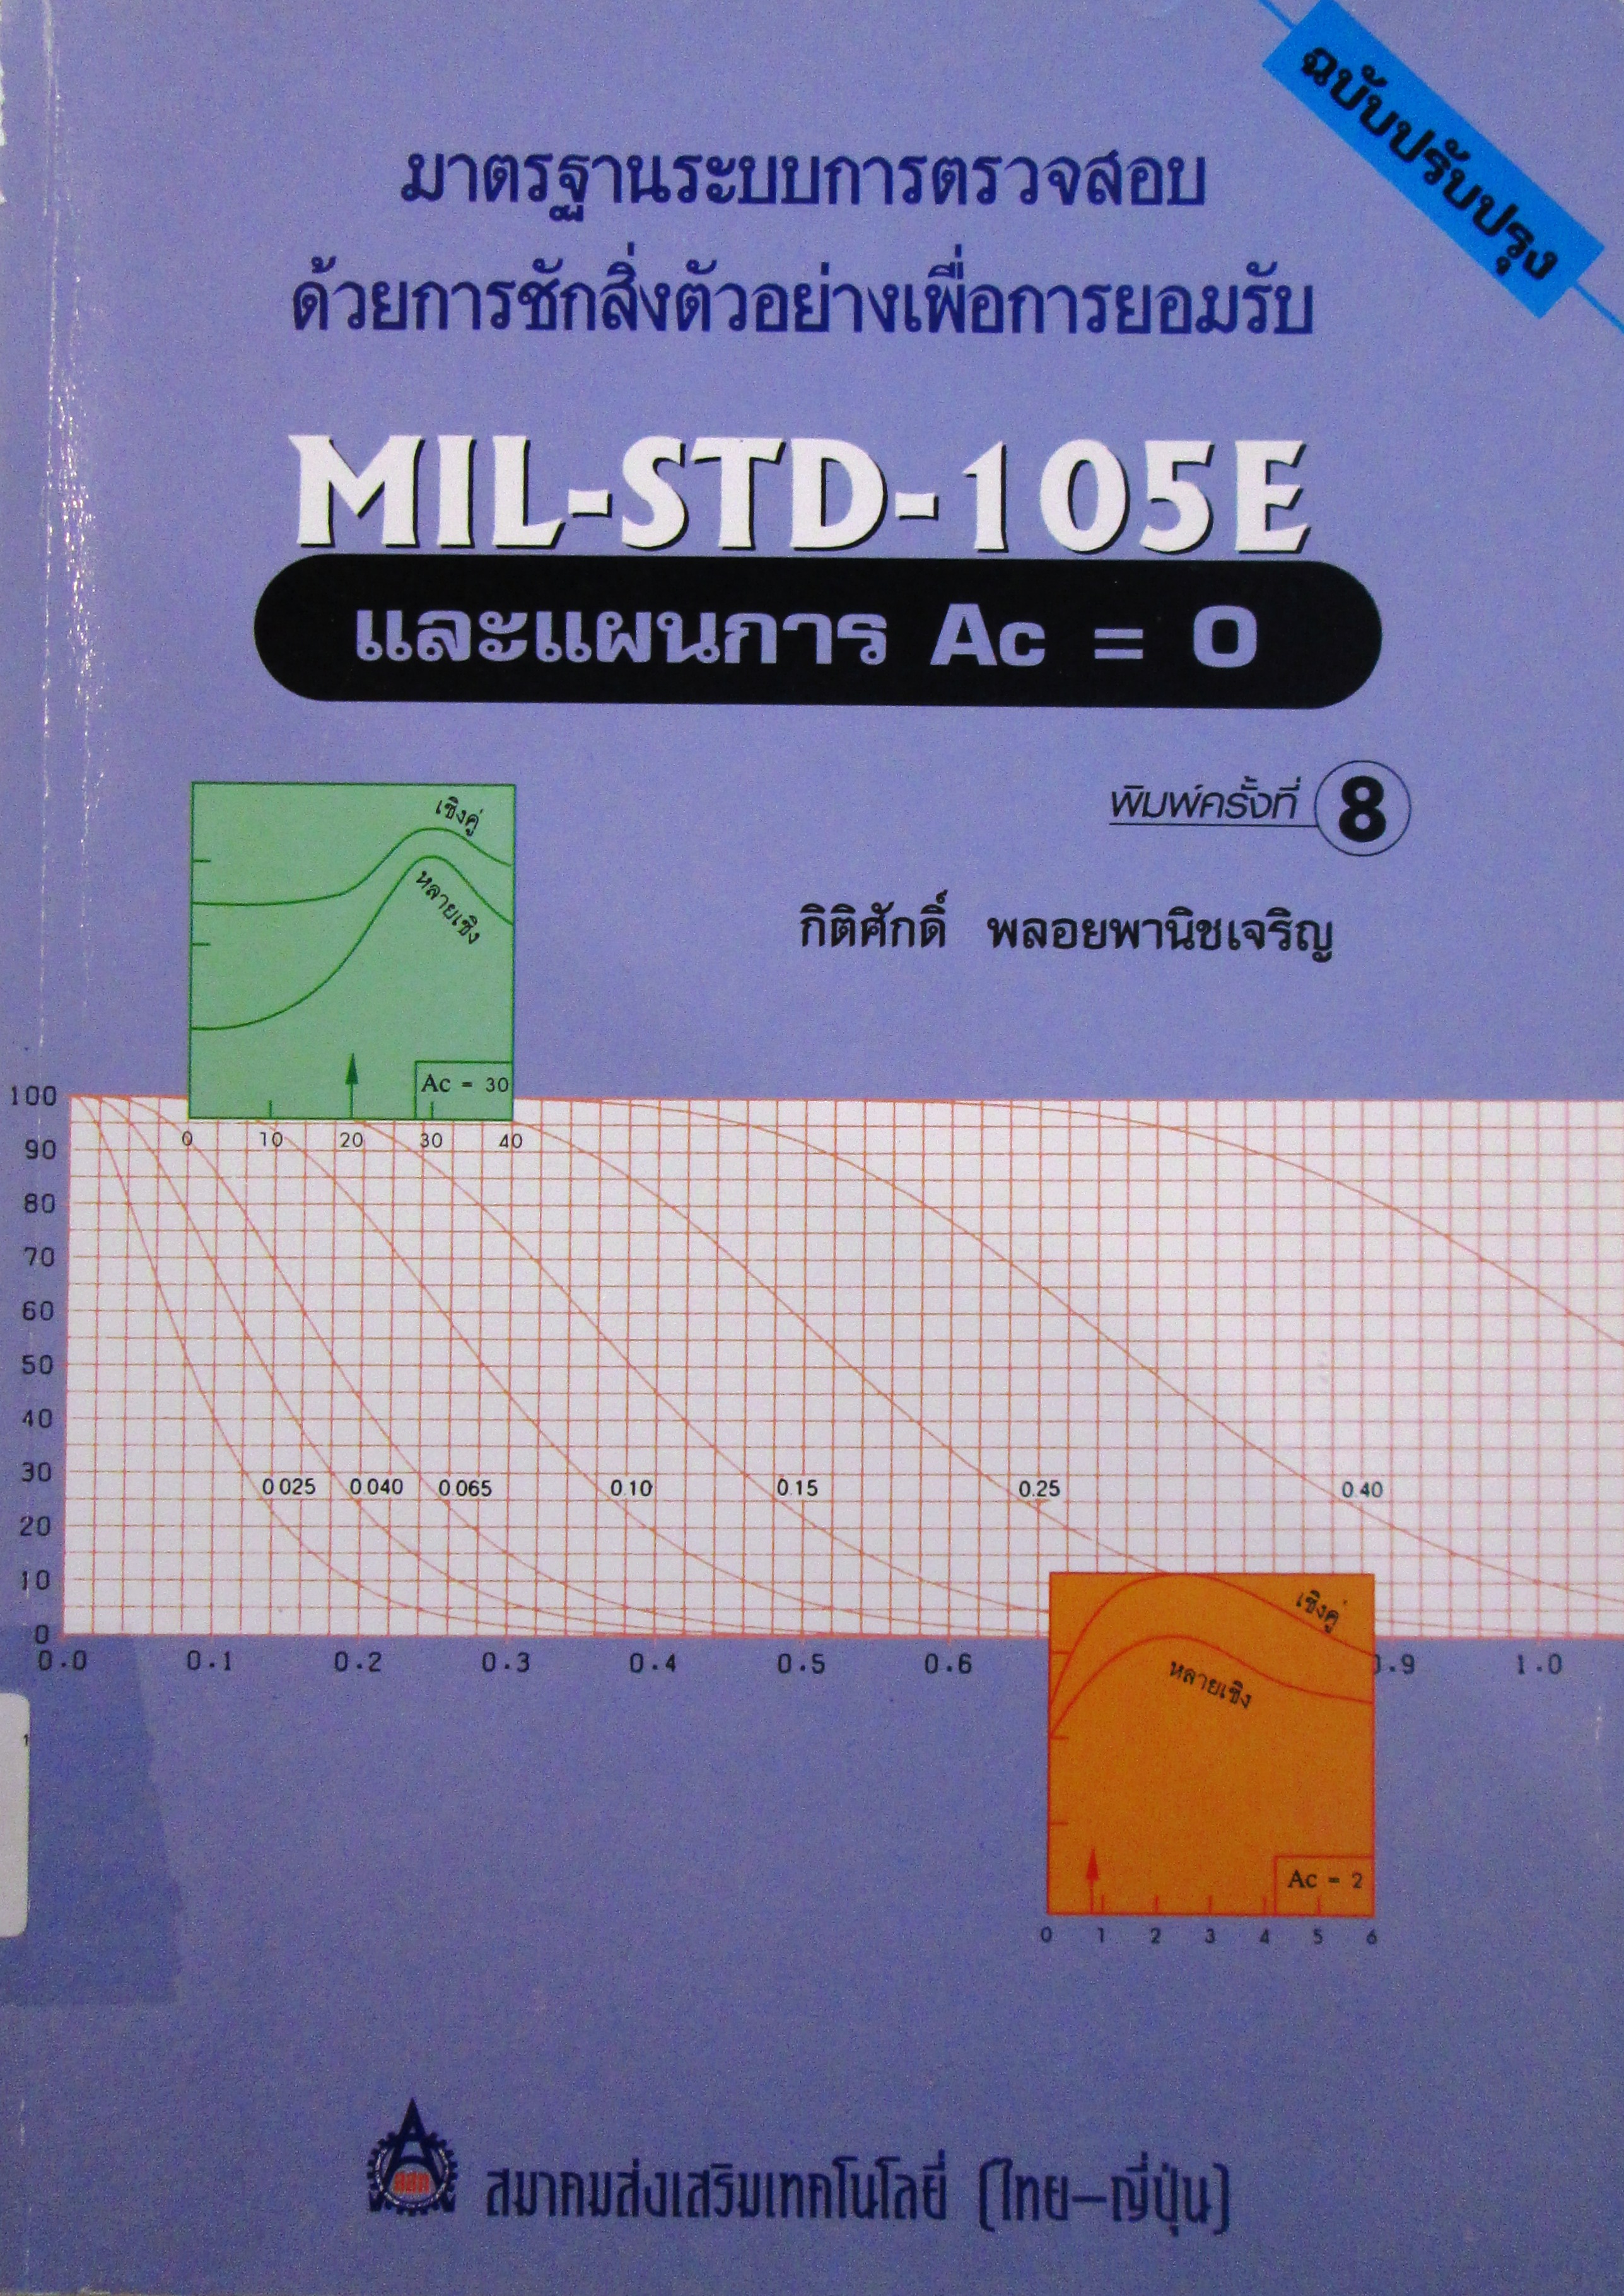 ฉบับปรับปรุง
มาตรฐานระบบการตรวจสอบ
ด้วยการชักสิ่งตัวอย่างเพื่อการยอมรับ
MIL-STD-105E
และแผนการ Ac = 0
พิมพ์ครั้งที่ 8
กิติศักดิ์ พลอยพานิชเจริญ
เชิงคู่
หลายเชิง
Ac = 30
0 10 20 30 40
100
90
80
70
60
50
40
30
0.025 0.040 0.065 0.10 0.15 0.25 0.40
20
10
0
0.0 0.1 0.2 0.3 0.4 0.5 0.6 0.9 1.0
เชิงคู่
หลายเชิง
Ac = 2
0 1 2 3 4 5 6
สสท
สมาคมส่งเสริมเทคโนโลยี (ไทย-ญี่ปุ่น)